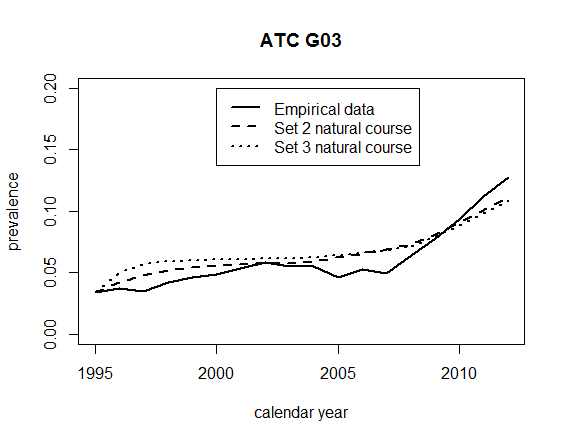 ATC G03
Empirical data
Set 2 natural course
Set 3 natural course
prevalence
0.20
0.15
0.10
0.05
0.00
1995
2000
2005
2010
calendar year